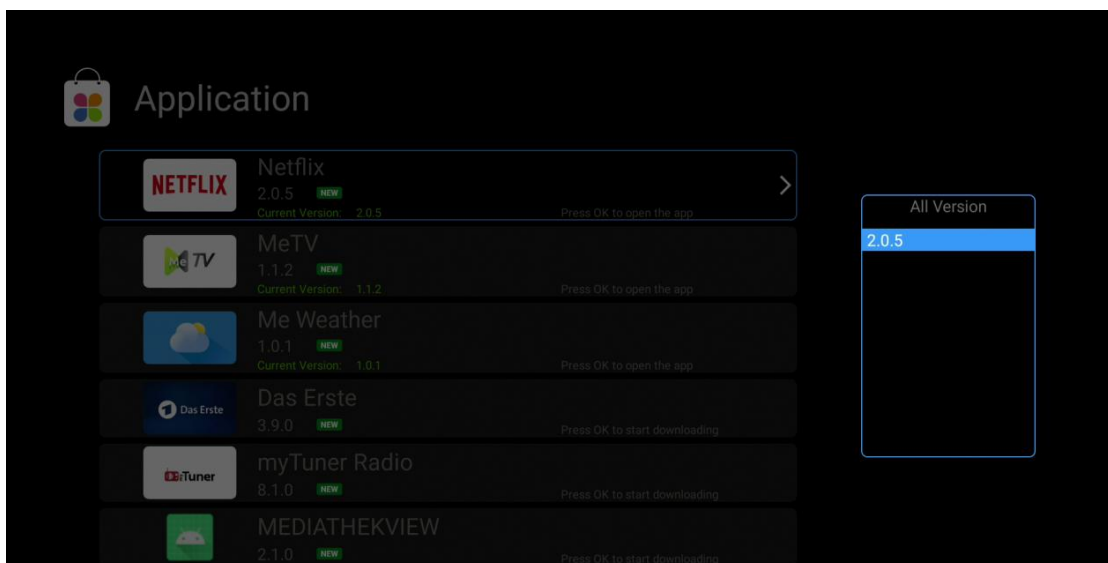 Application
NETFLIX
Netflix
2.0.5 NEW
Current Version: 2.0.5 Press OK to open the app
Me TV
MeTV
1.1.2 NEW
Current Version: 1.1.2 Press OK to open the app
Me Weather
1.0.1 NEW
Current Version: 1.0.1 Press OK to open the app
1 Das Erste
Das Erste
3.9.0 NEW
Press OK to start downloading
Tuner
myTuner Radio
8.1.0 NEW
Press OK to start downloading
MEDIATHEKVIEW
2.1.0 NEW
Press OK to start downloading
All Version
2.0.5